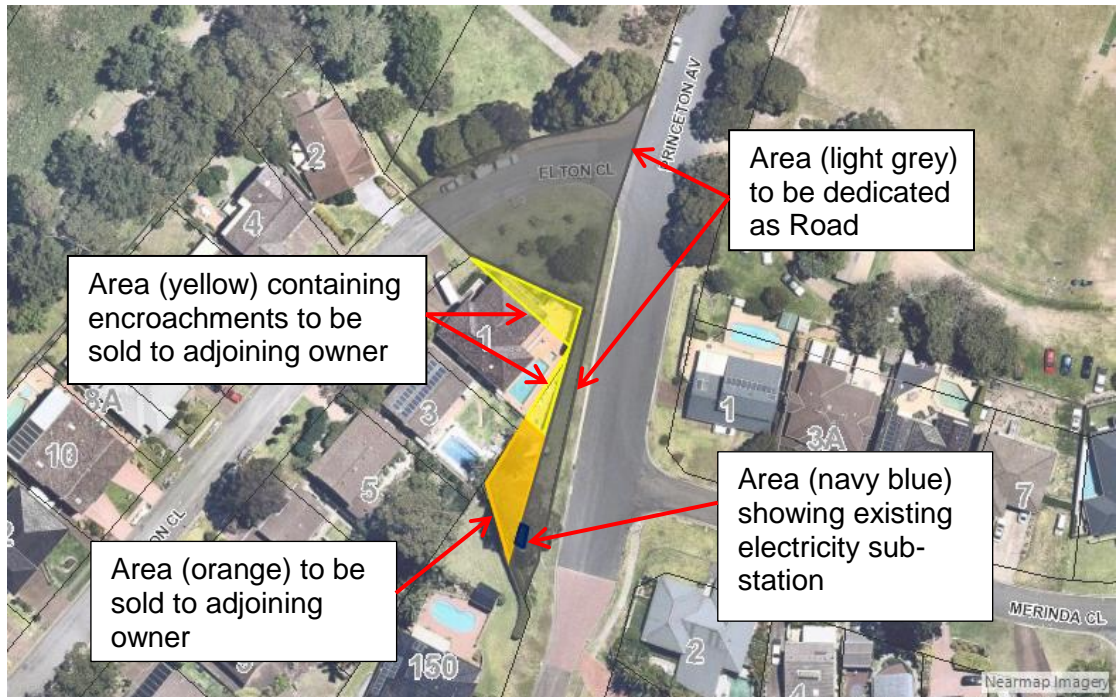 PRINCETON AV
ELTON CL
2
4
Area (light grey)
to be dedicated
as Road
Area (yellow) containing
encroachments to be
sold to adjoining owner
1
3
8A
10
5
1
3A
7
Area (navy blue)
showing existing
electricity sub-
station
Area (orange) to be
sold to adjoining
owner
ON CL
MERINDA CL
150
2
4
Nearmap Imagery